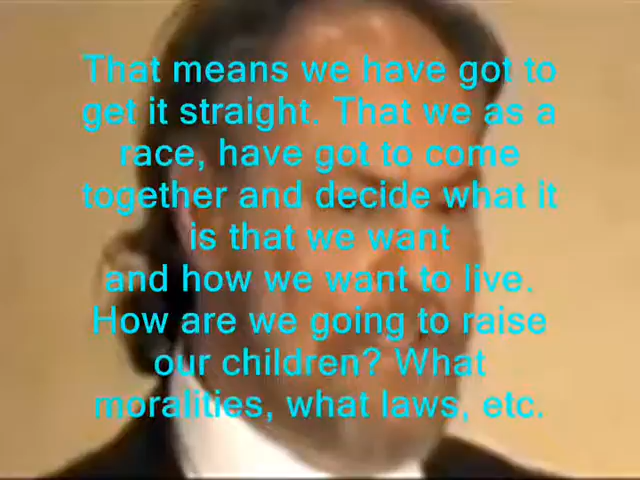 That means we have got to
get it straight. That we as a
race, have got to come
together and decide what it
is that we want
and how we want to live.
How are we going to raise
our children? What
moralities, what laws, etc.